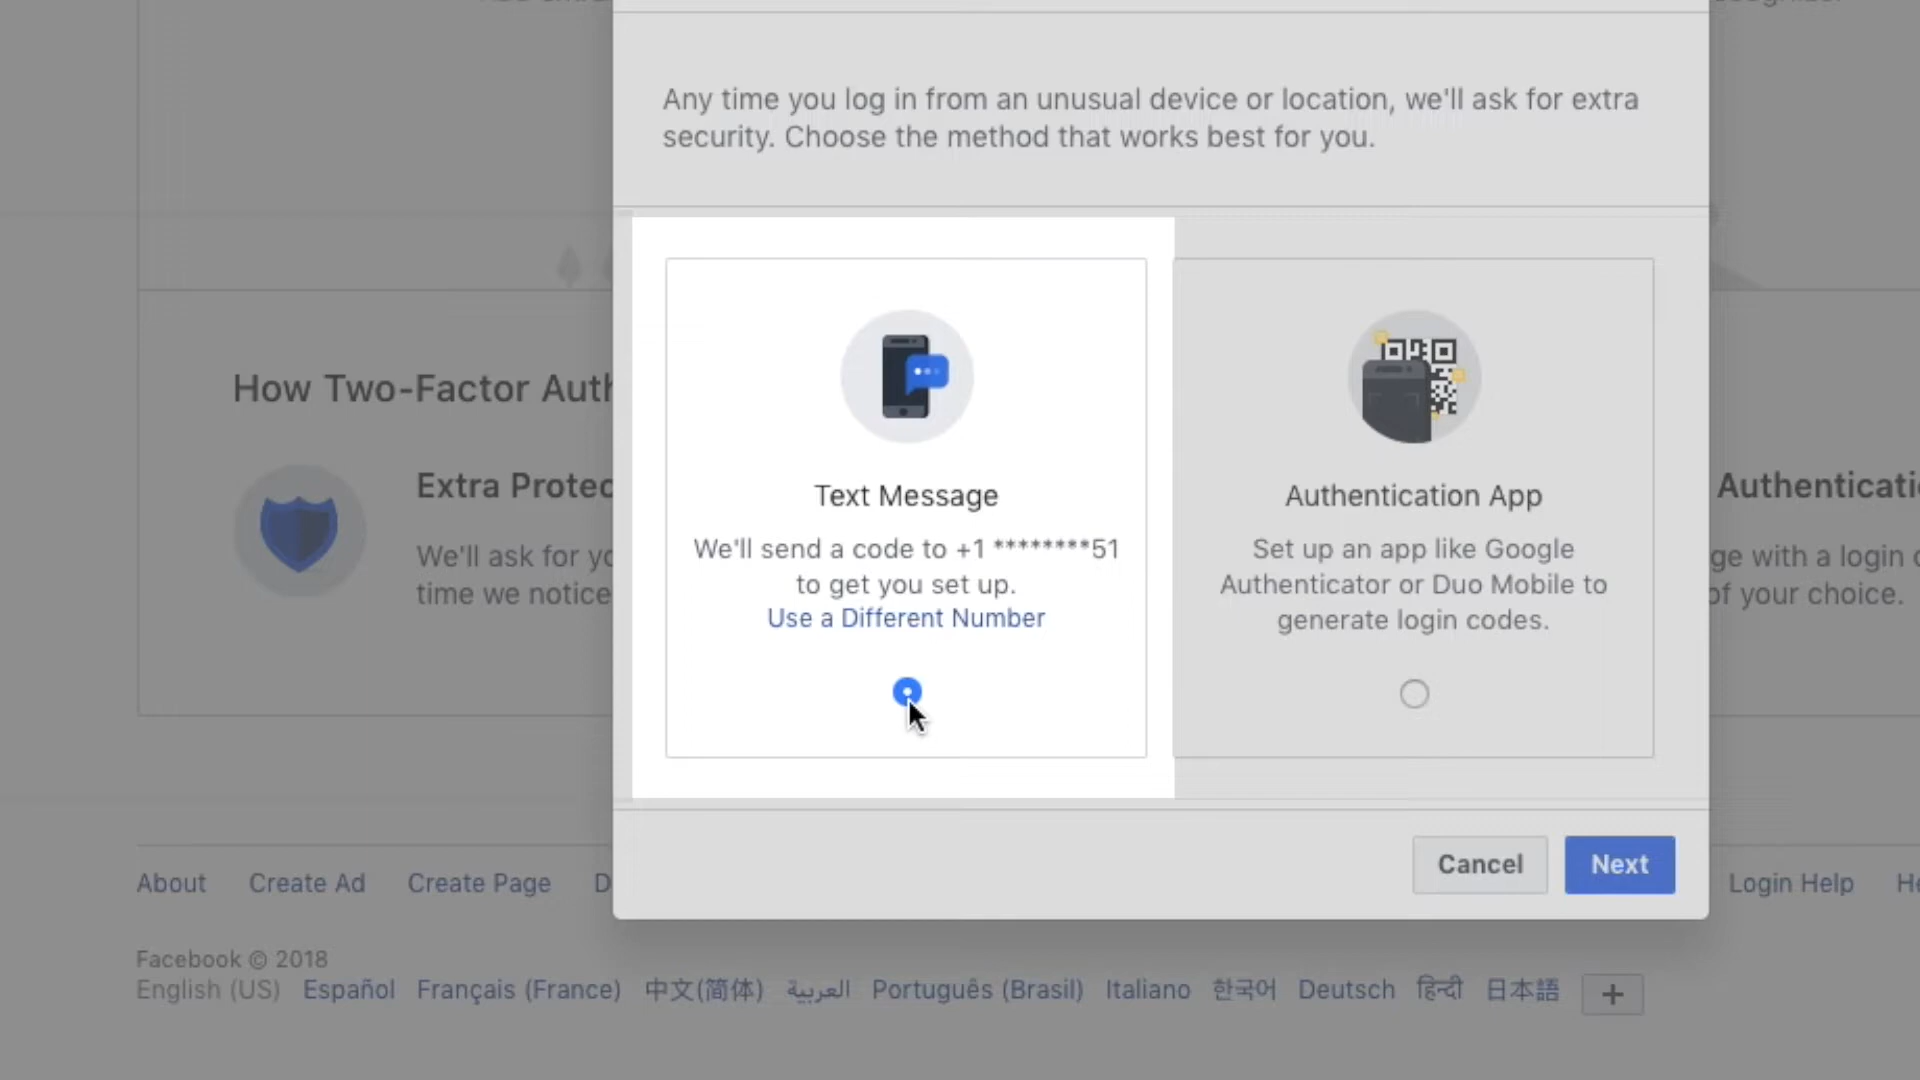 Any time you log in from an unusual device or location, we'll ask for extra
security. Choose the method that works best for you.
How Two-Factor Auth
Extra Protec
We'll ask for yo
time we notice
Text Message
We'll send a code to +1 ********51
to get you set up.
Use a Different Number
Authentication App
Set up an app like Google
Authenticator or Duo Mobile to
generate login codes.
Authenticati
ge with a login c
of your choice.
Cancel
Next
About
Create Ad
Create Page
D
Login Help
He
Facebook © 2018
English (US) Español Français (France) 中文(简体) العربية Português (Brasil) Italiano 한국어 Deutsch हिन्दी 日本語 +